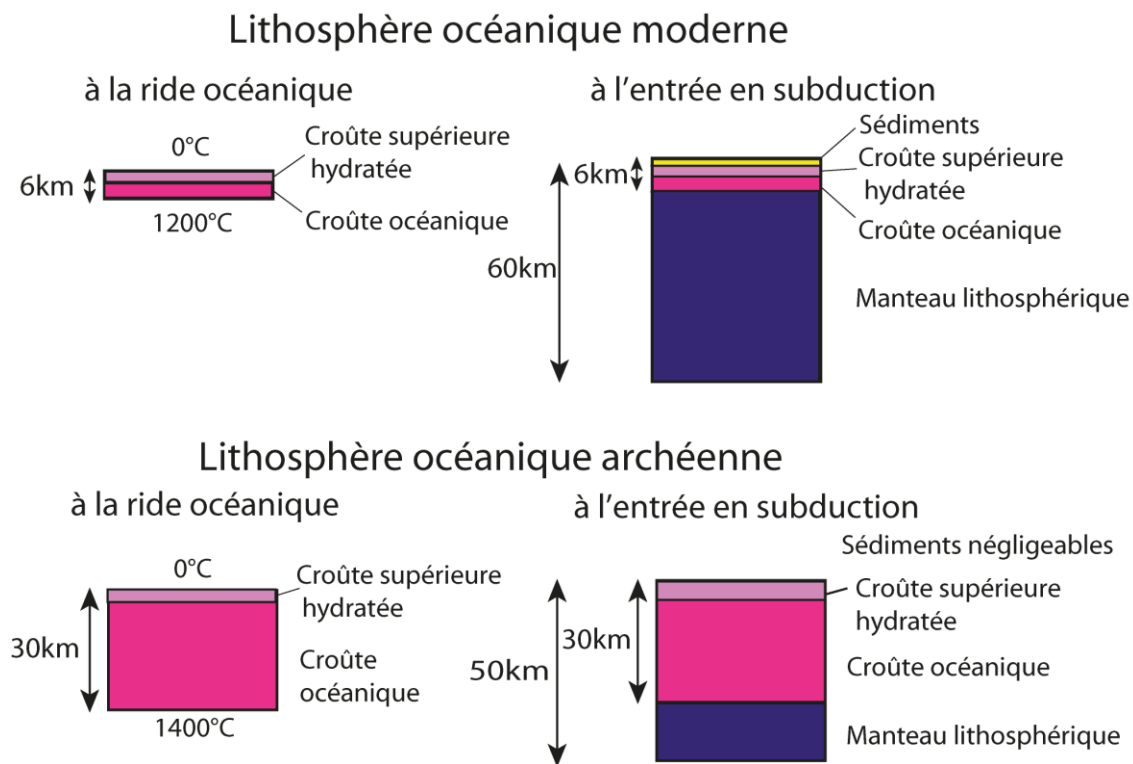 Lithosphère océanique moderne
à la ride océanique
0°C
Croûte supérieure
hydratée
6km
Croûte océanique
1200°C
à l'entrée en subduction
Sédiments
Croûte supérieure
hydratée
6km
Croûte océanique
60km
Manteau lithosphérique
Lithosphère océanique archéenne
à la ride océanique
0°C
Croûte supérieure
hydratée
30km
Croûte
océanique
1400°C
à l'entrée en subduction
Sédiments négligeables
Croûte supérieure
hydratée
30km
50km
Croûte océanique
Manteau lithosphérique